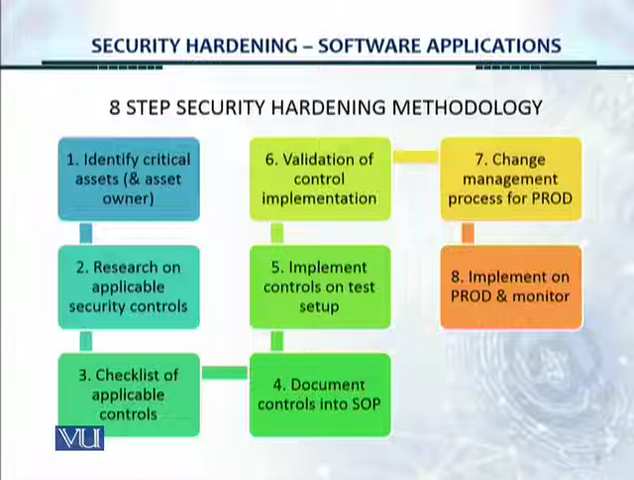 SECURITY HARDENING – SOFTWARE APPLICATIONS
8 STEP SECURITY HARDENING METHODOLOGY
1. Identify critical
assets (& asset
owner)
2. Research on
applicable
security controls
3. Checklist of
applicable
controls
4. Document
controls into SOP
5. Implement
controls on test
setup
6. Validation of
control
implementation
7. Change
management
process for PROD
8. Implement on
PROD & monitor
VU